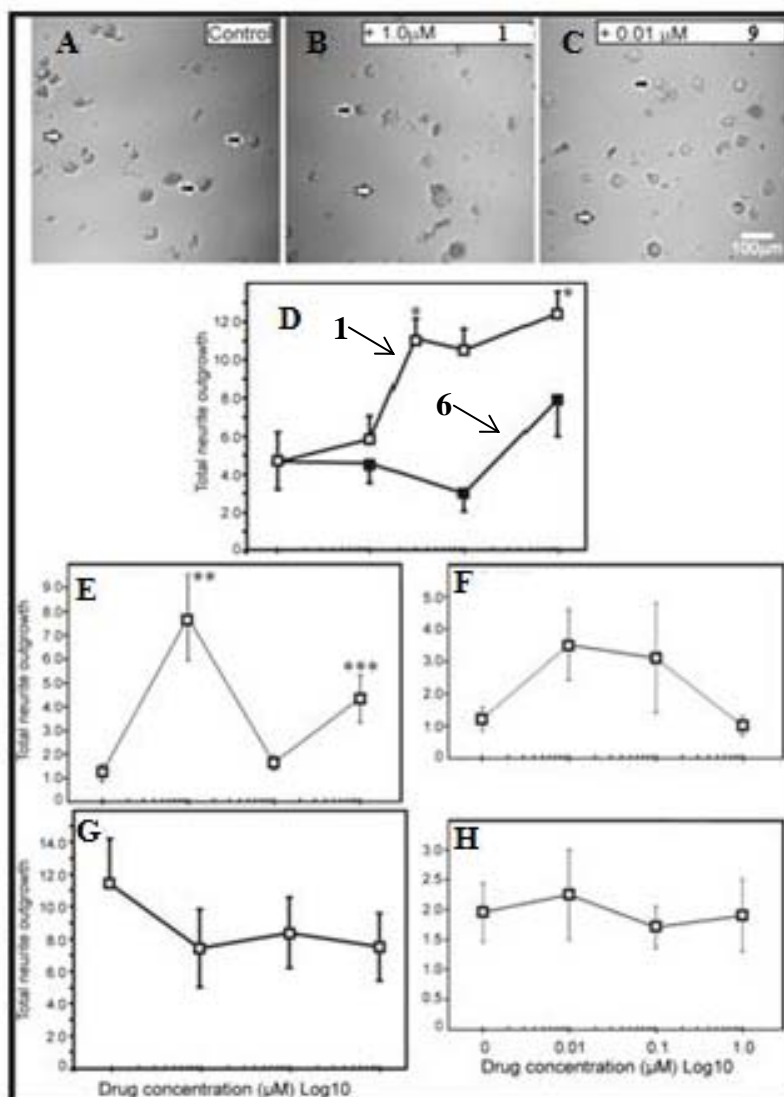 A Control
B + 1.0µM 1
C + 0.01 µM 9
100µm
D
Total neurite outgrowth
12.0
10.0
8.0
6.0
4.0
2.0
0
1
6
*
*
E
Total neurite outgrowth
9.0
8.0
7.0
6.0
5.0
4.0
3.0
2.0
1.0
0
**
***
F
5.0
4.0
3.0
2.0
1.0
0
G
Total neurite outgrowth
14.0
12.0
10.0
8.0
6.0
4.0
2.0
0
Drug concentration (µM) Log10
H
3.0
2.5
2.0
1.5
1.0
0.5
0
0 0.01 0.1 1.0
Drug concentration (µM) Log10